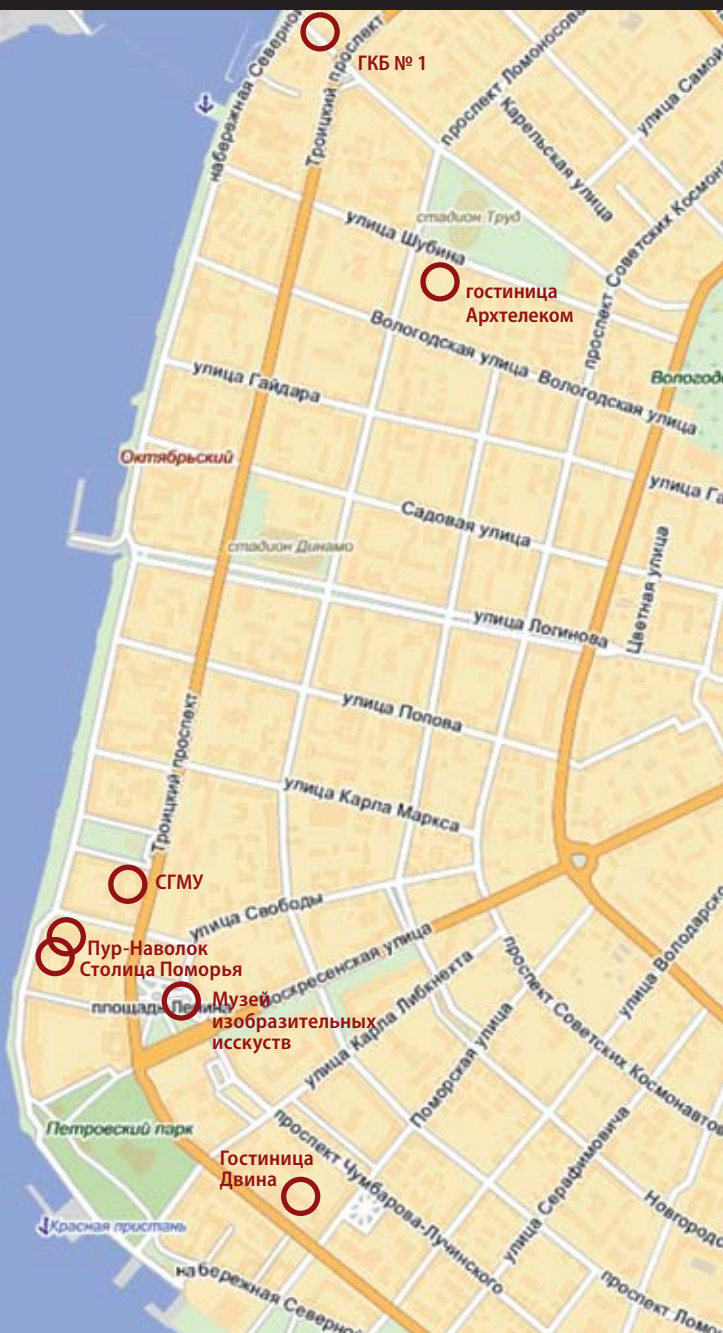 набережная Северной
Троицкий проспект
ГКБ № 1
проспект Ломоносова
Карельская улица
улица Самой
проспект Советских Космон
стадион Труд
улица Шубина
гостиница
Архтелеком
Вологодская улица
Вологодская улица
Вологод
улица Гайдара
Октябрьский
улица Га
Садовая улица
Цветная улица
стадион Динамо
улица Логинова
улица Попова
Троицкий проспект
улица Карла Маркса
СГМУ
улица Свободы
Пур-Наволок
Столица Поморья
Воскресенская улица
улица Володарско
площадь Ленина
Музей
изобразительных
исскуств
улица Карла Либкнехта
проспект Советских Космонавтов
Поморская улица
Петровский парк
проспект Чумбарова-Лучинского
улица Серафимовича
Гостиница
Двина
Новгородс
Красная пристань
набережная Северной
проспект Ломо